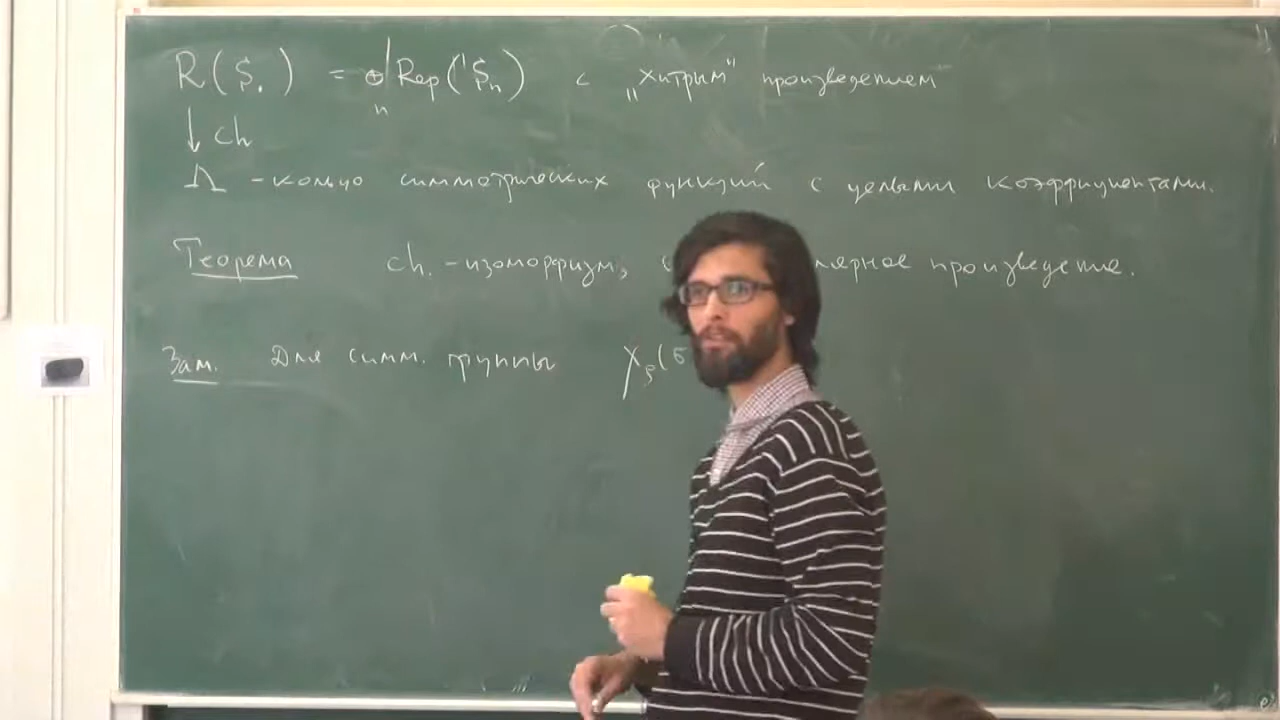 R(S.) = ⊕ Rep(S_n) с „хитрым" произведением
n
↓ ch
Λ - кольцо симметрических функций с целыми коэффициентами.
Теорема ch. - изоморфизм, произведение.
Зам. Для симм. группы χ_ρ(σ